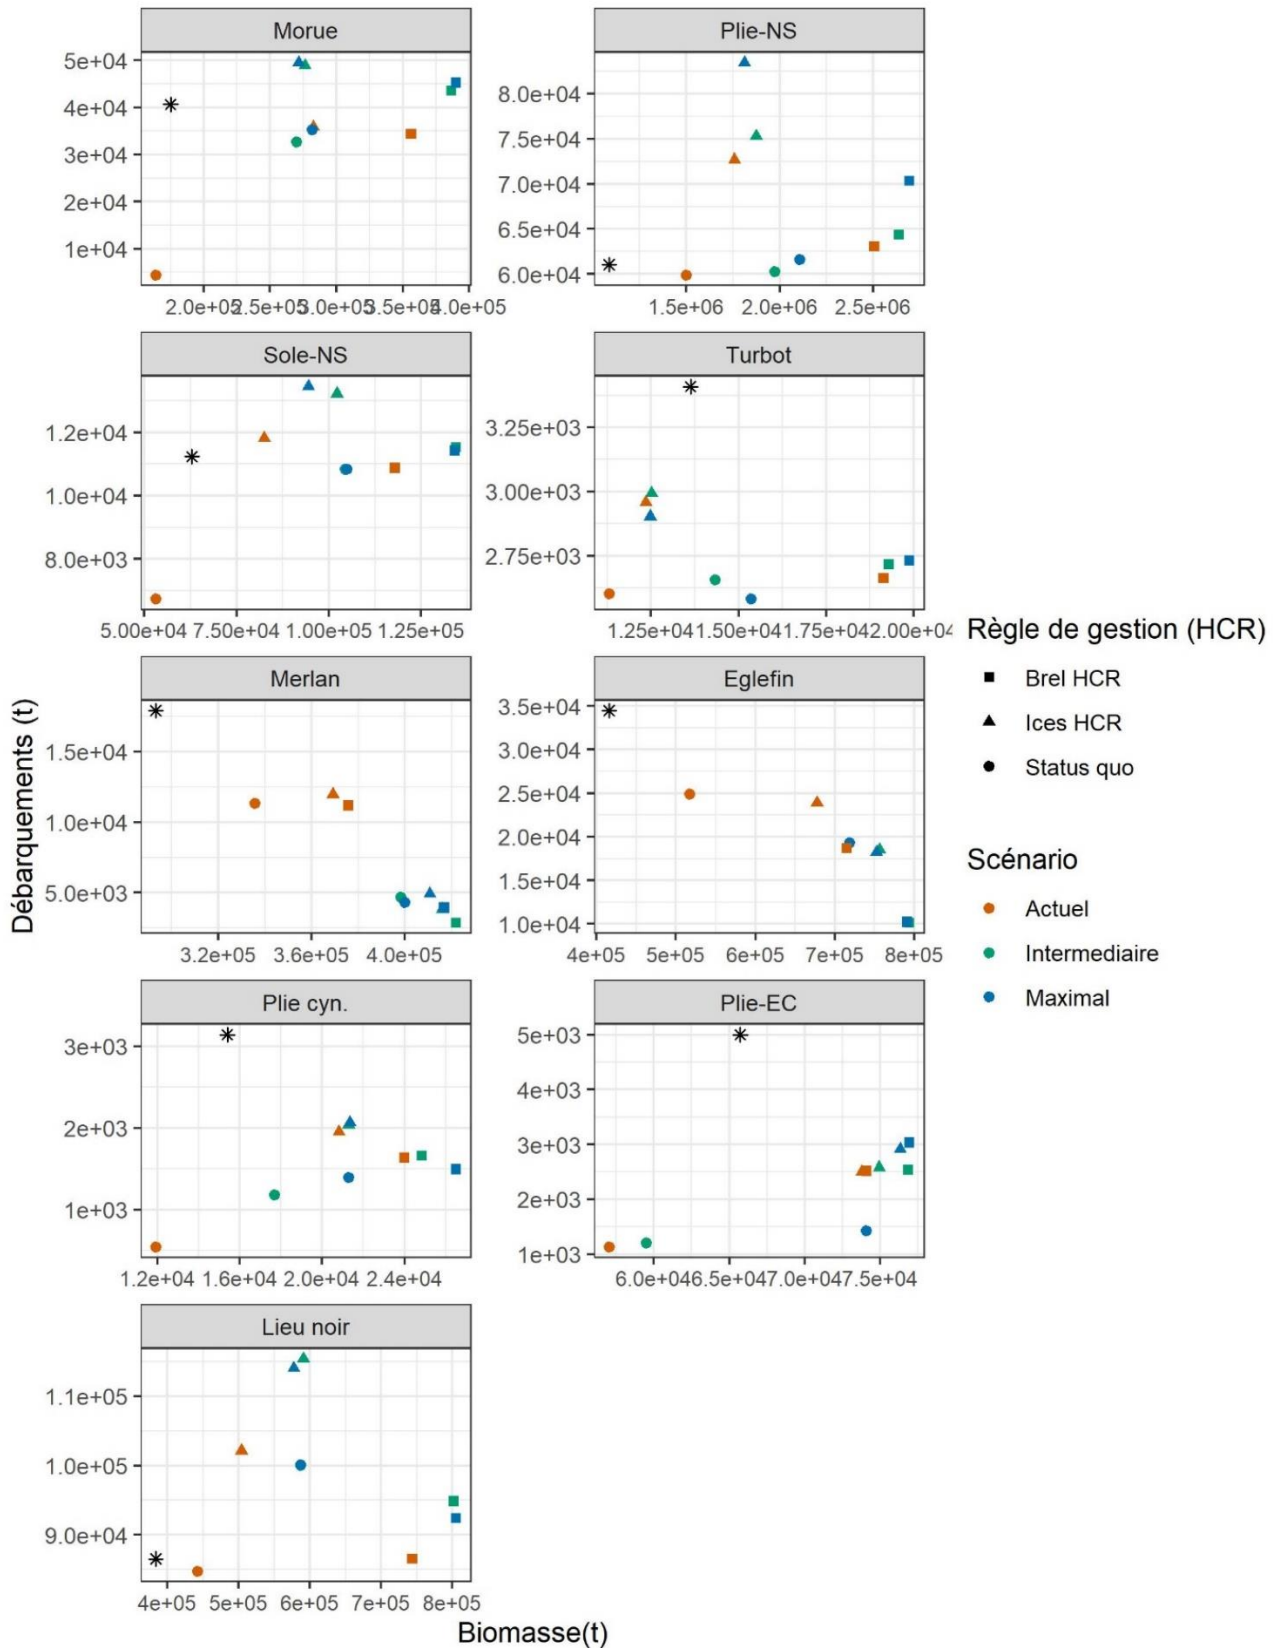 Morue
5e+04
4e+04
3e+04
2e+04
1e+04
2.0e+05 2.5e+05 3.0e+05 3.5e+05 4.0e+05
Plie-NS
8.0e+04
7.5e+04
7.0e+04
6.5e+04
6.0e+04
1.5e+06 2.0e+06 2.5e+06
Sole-NS
1.2e+04
1.0e+04
8.0e+03
5.00e+04 7.50e+04 1.00e+05 1.25e+05
Turbot
3.25e+03
3.00e+03
2.75e+03
1.25e+04 1.50e+04 1.75e+04 2.00e+04
Merlan
1.5e+04
1.0e+04
5.0e+03
3.2e+05 3.6e+05 4.0e+05
Eglefin
3.5e+04
3.0e+04
2.5e+04
2.0e+04
1.5e+04
1.0e+04
4e+05 5e+05 6e+05 7e+05 8e+05
Plie cyn.
3e+03
2e+03
1e+03
1.2e+04 1.6e+04 2.0e+04 2.4e+04
Plie-EC
5e+03
4e+03
3e+03
2e+03
1e+03
6.0e+04 6.5e+04 7.0e+04 7.5e+04
Lieu noir
1.1e+05
1.0e+05
9.0e+04
4e+05 5e+05 6e+05 7e+05 8e+05
Débarquements (t)
Biomasse(t)
Règle de gestion (HCR)
Brel HCR
Ices HCR
Status quo
Scénario
Actuel
Intermediaire
Maximal